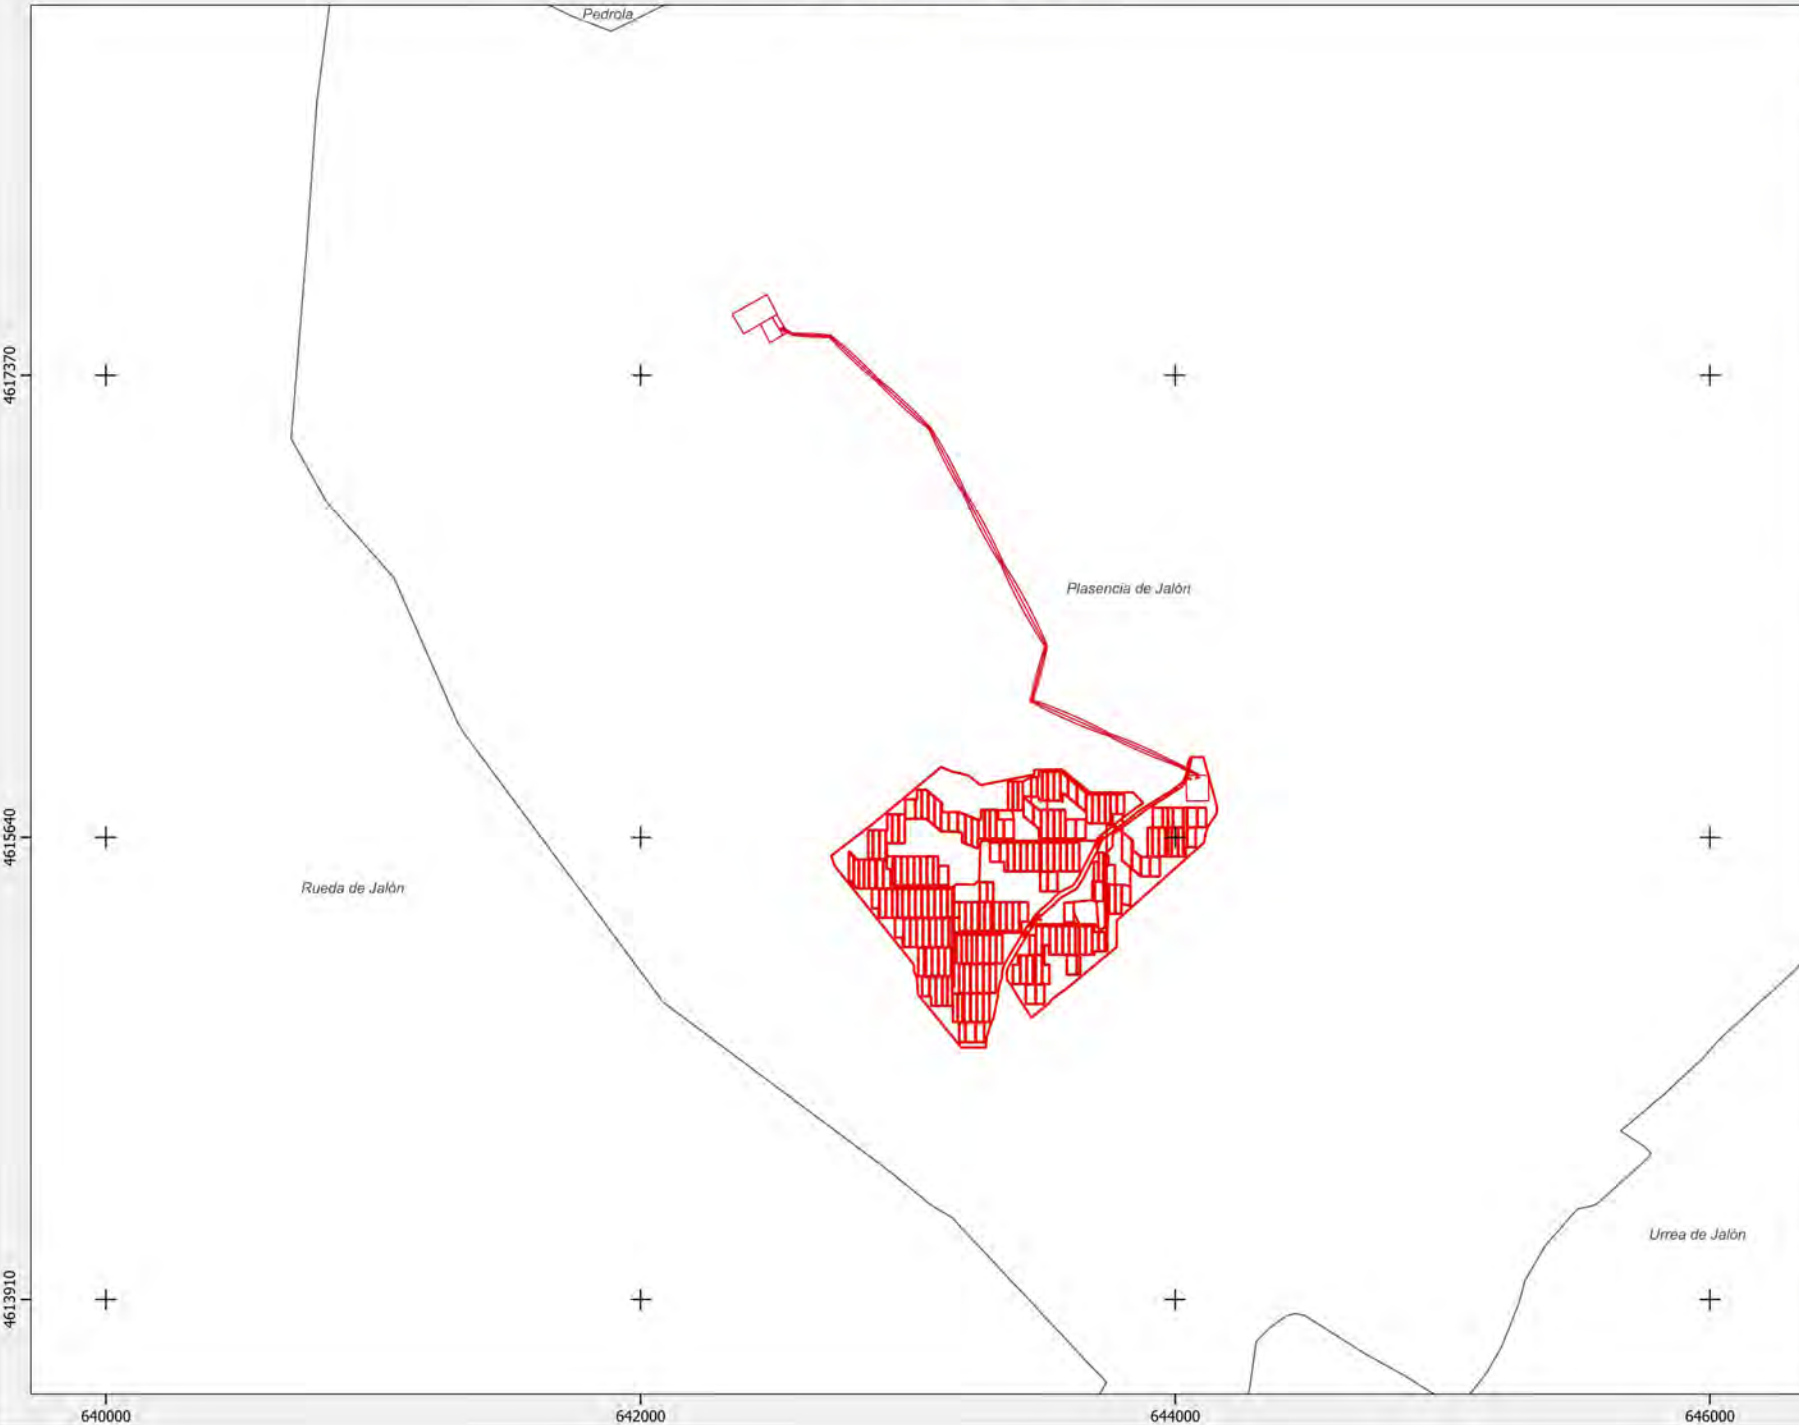 Pedrola
4617370
Plasencia de Jalón
4615640
Rueda de Jalón
Urrea de Jalón
4613910
640000
642000
644000
646000